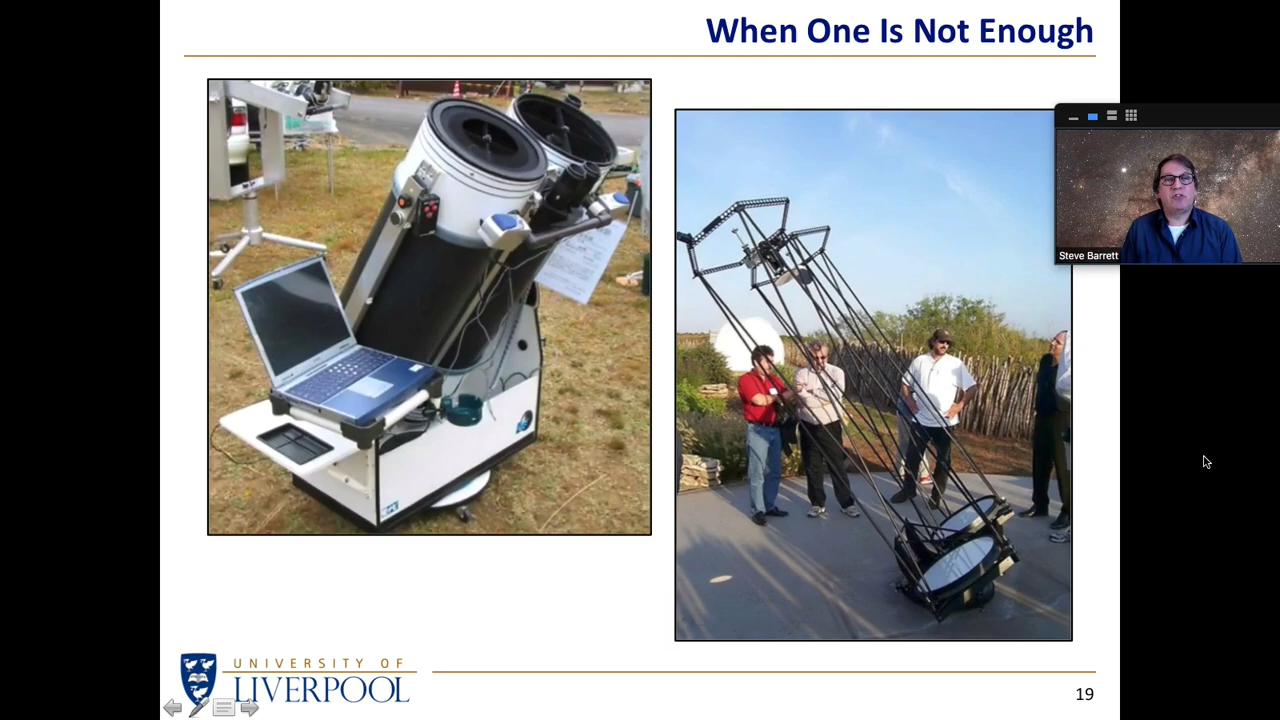 When One Is Not Enough
Steve Barrett
UNIVERSITY OF
LIVERPOOL
19